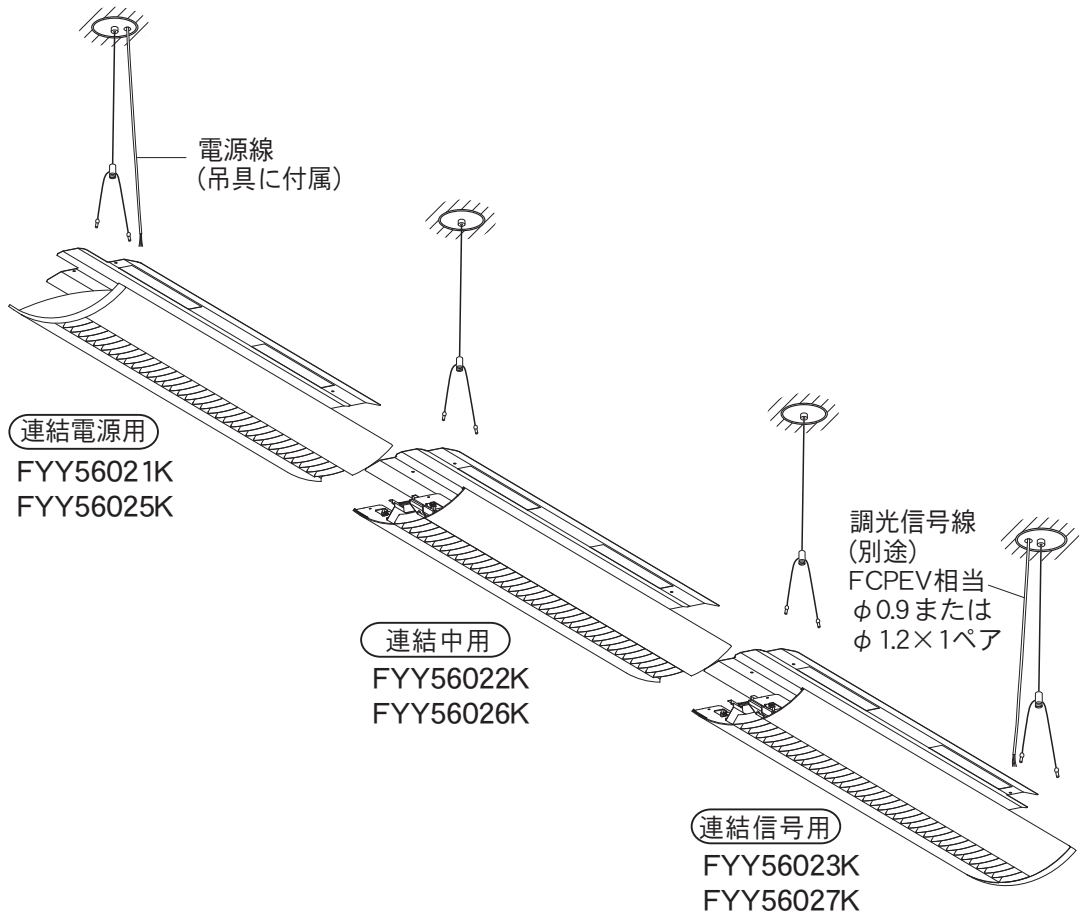 電源線
(吊具に付属)
連結電源用
FYY56021K
FYY56025K
連結中用
FYY56022K
FYY56026K
調光信号線
(別途)
FCPEV相当
φ0.9または
φ1.2×1ペア
連結信号用
FYY56023K
FYY56027K